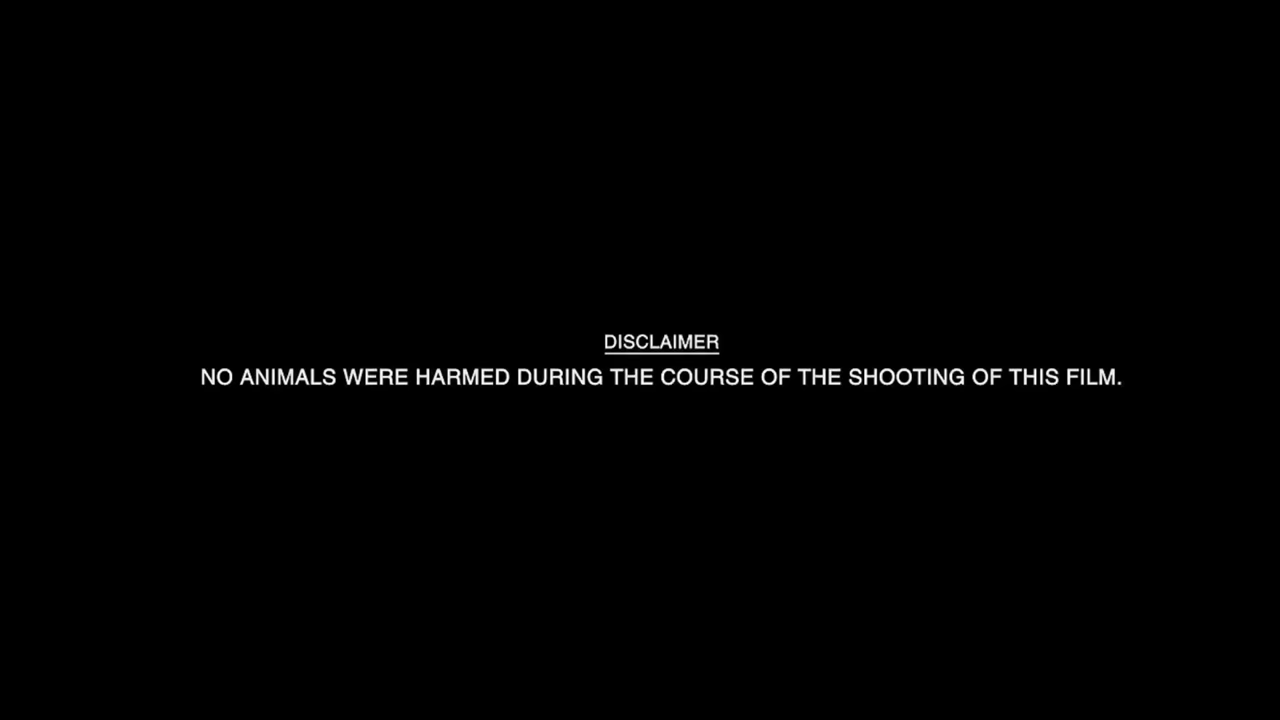 DISCLAIMER
NO ANIMALS WERE HARMED DURING THE COURSE OF THE SHOOTING OF THIS FILM.